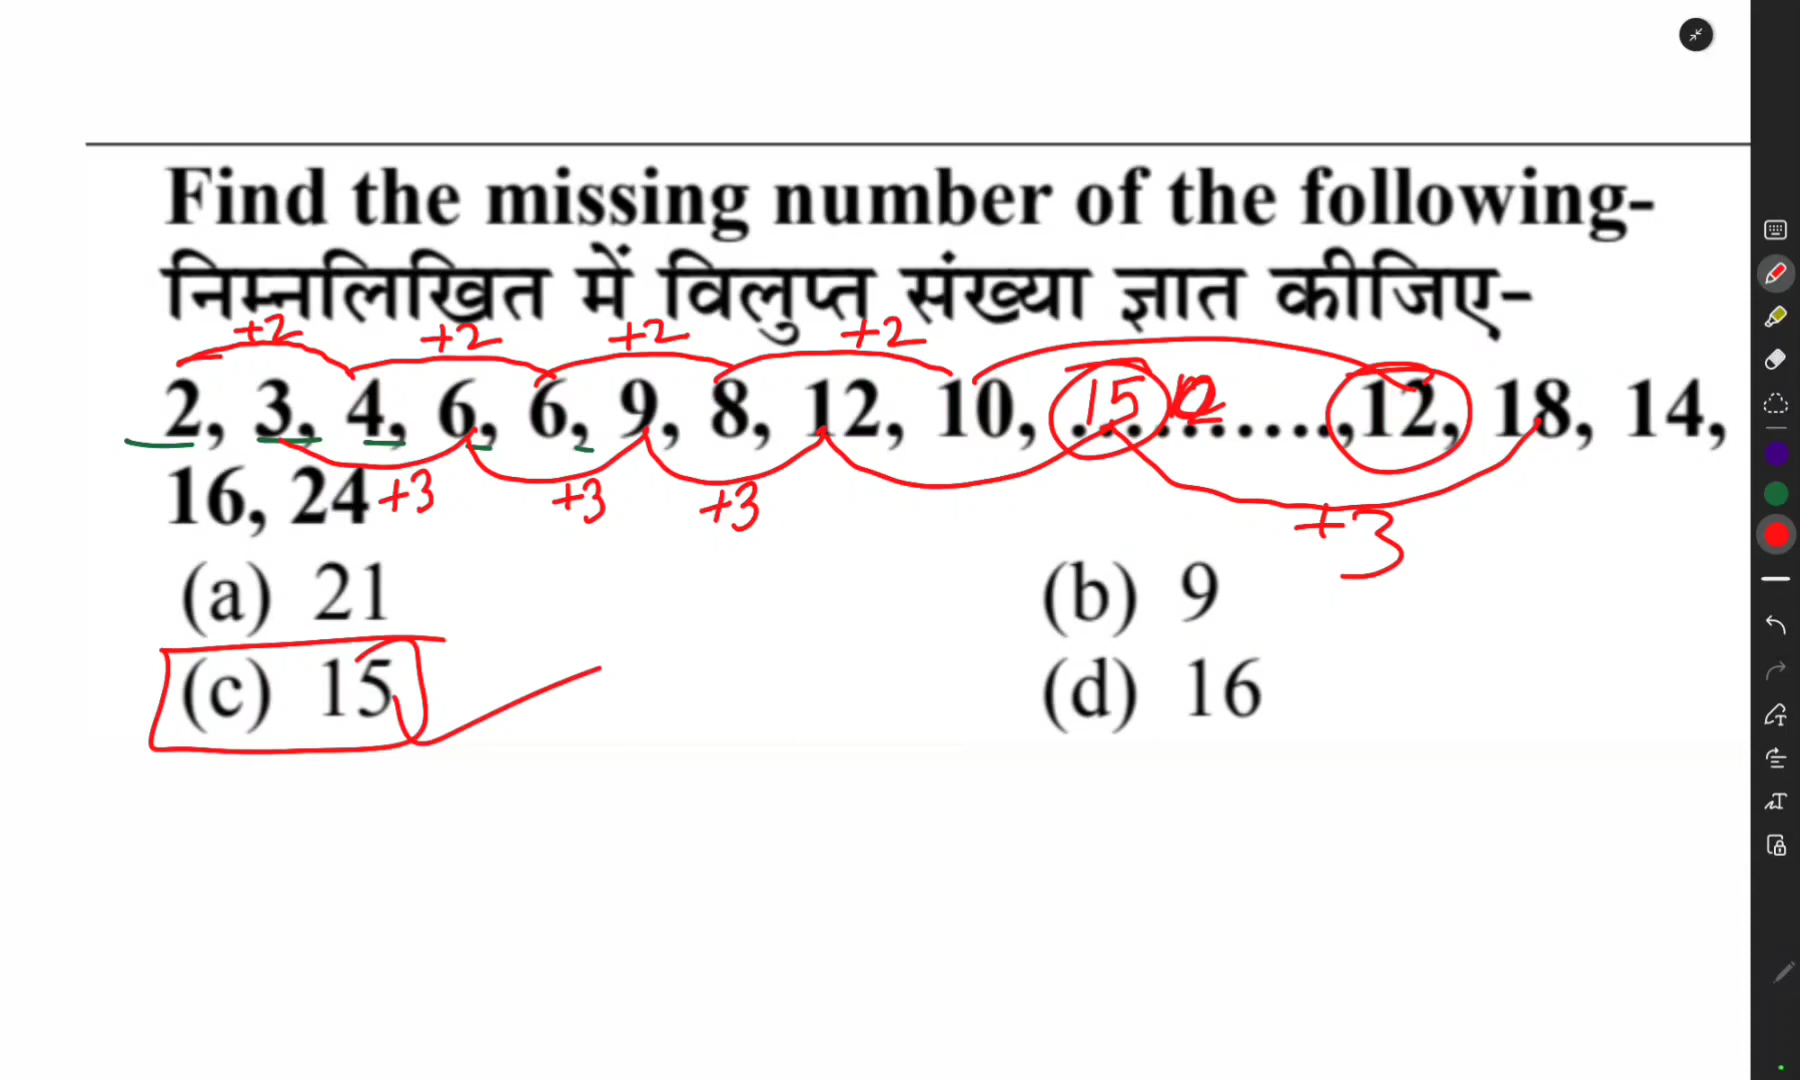 Find the missing number of the following-
निम्नलिखित में विलुप्त संख्या ज्ञात कीजिए-
+2 +2 +2 +2
2, 3, 4, 6, 6, 9, 8, 12, 10, 15 ..........,12, 18, 14,
16, 24 +3 +3 +3 +3
(a) 21 (b) 9
(c) 15 (d) 16